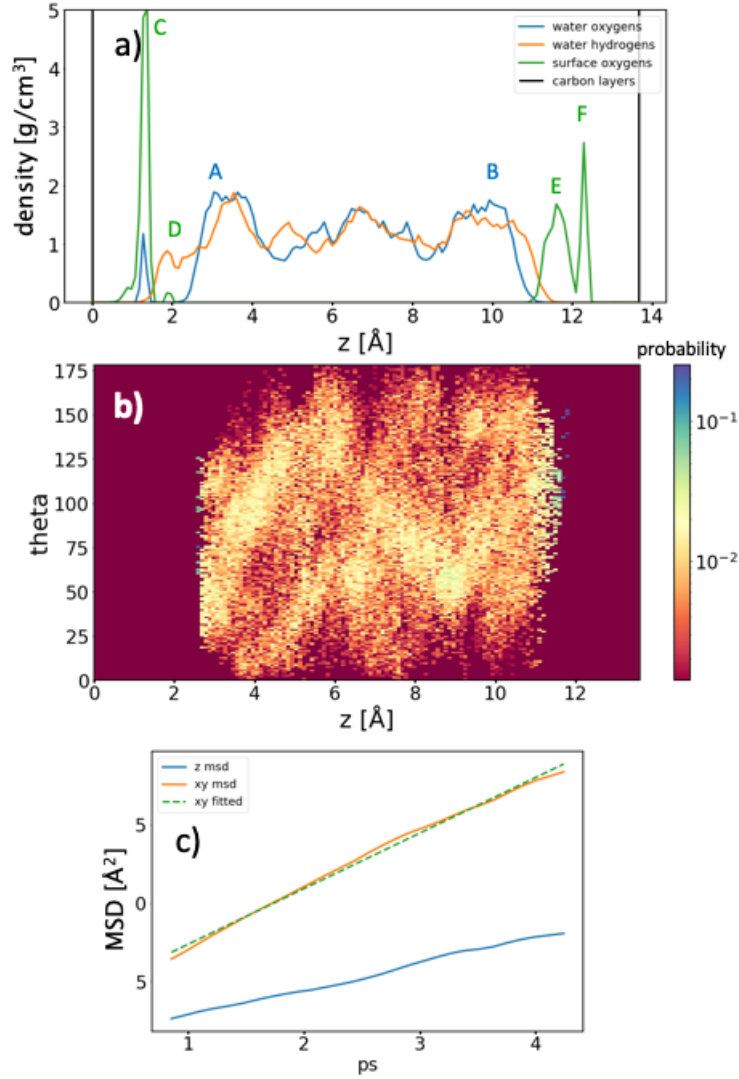 a)
C
D
A
B
E
F
water oxygens
water hydrogens
surface oxygens
carbon layers
density [g/cm³]
5
4
3
2
1
0
0 2 4 6 8 10 12 14
z [Å]
b)
probability
10⁻¹
10⁻²
theta
175
150
125
100
75
50
25
0
0 2 4 6 8 10 12
z [Å]
c)
z msd
xy msd
xy fitted
MSD [Å²]
5
0
5
1 2 3 4
ps